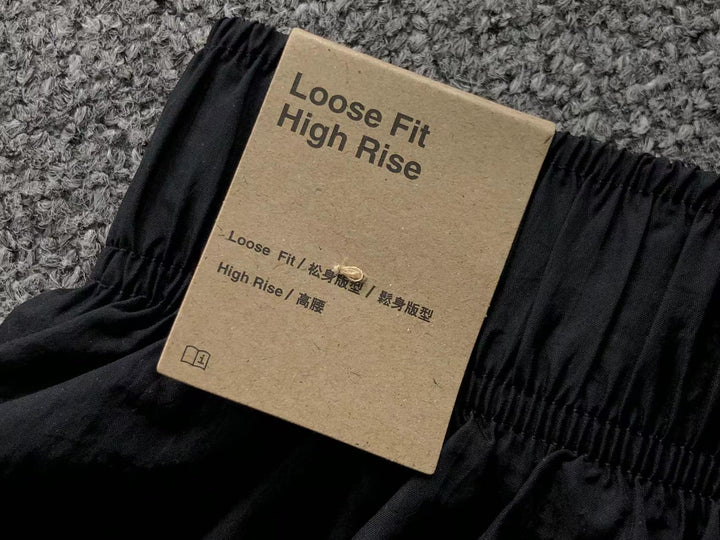 Loose Fit
High Rise
Loose Fit / 松身版型 / 鬆身版型
High Rise / 高腰
i